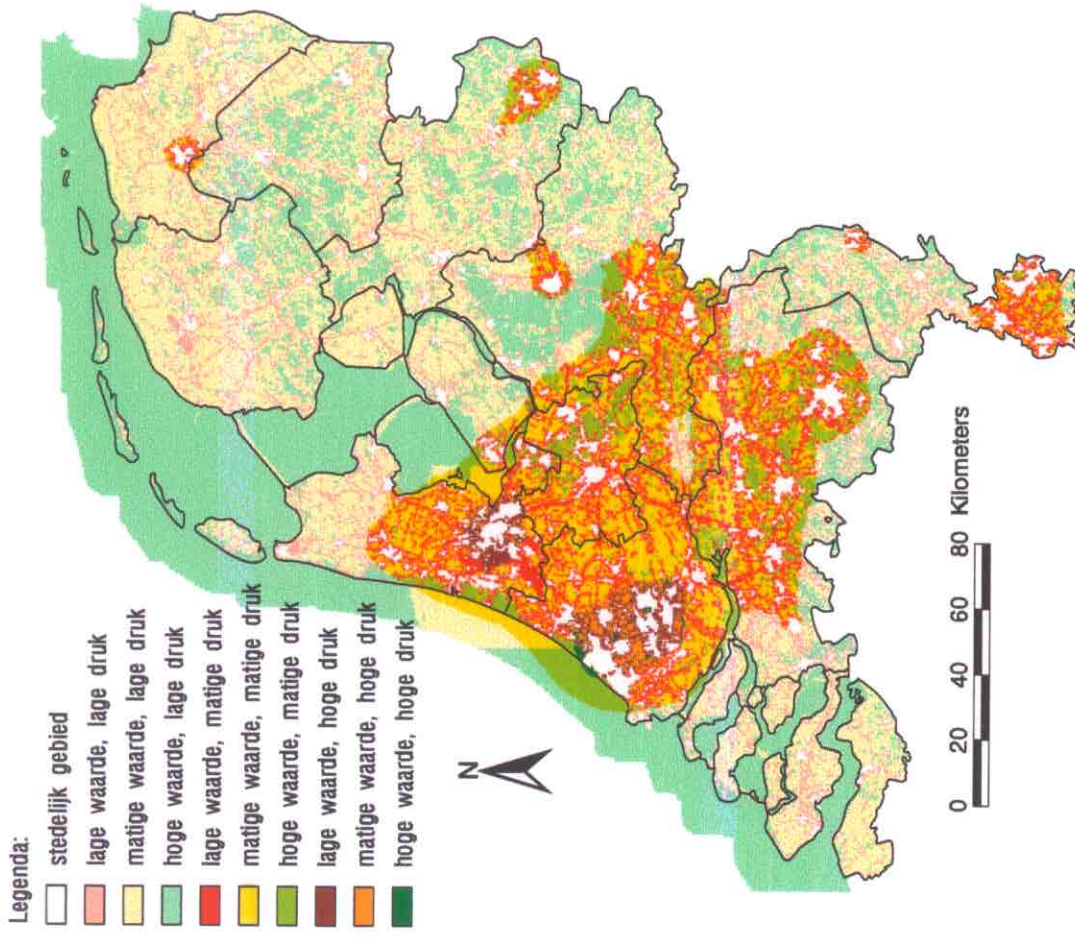 Legenda:
stedelijk gebied
lage waarde, lage druk
matige waarde, lage druk
hoge waarde, lage druk
lage waarde, matige druk
matige waarde, matige druk
hoge waarde, matige druk
lage waarde, hoge druk
matige waarde, hoge druk
hoge waarde, hoge druk
N
0 20 40 60 80 Kilometers